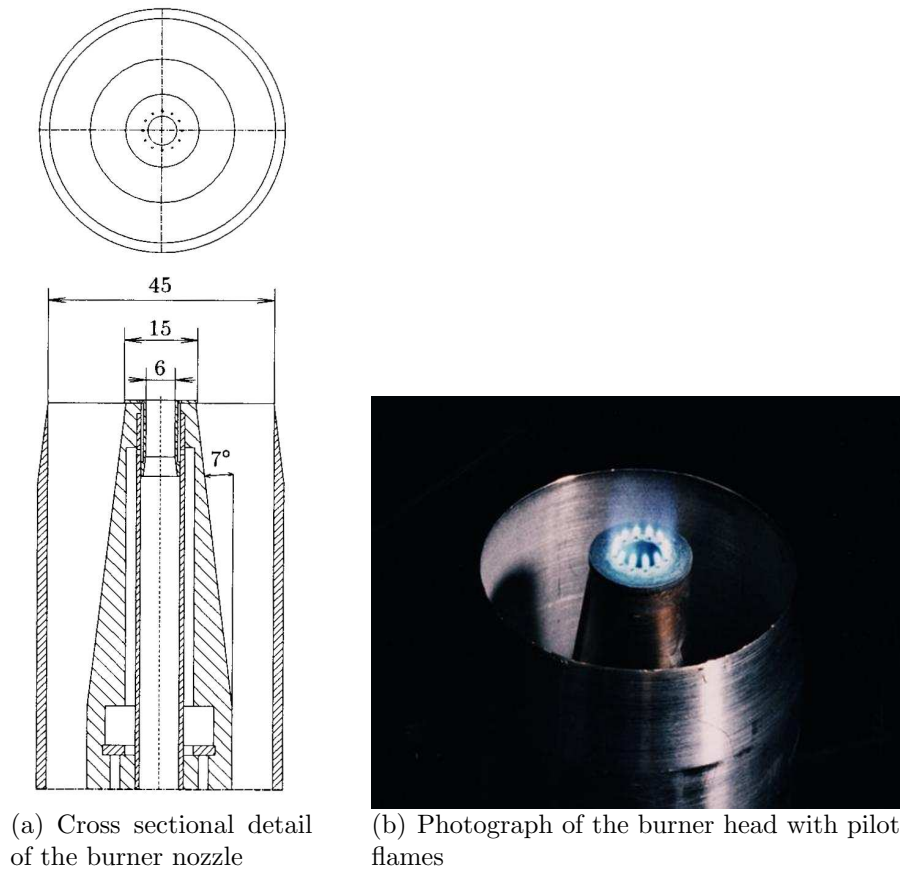 45
15
6
7°
(a) Cross sectional detail
of the burner nozzle
(b) Photograph of the burner head with pilot
flames